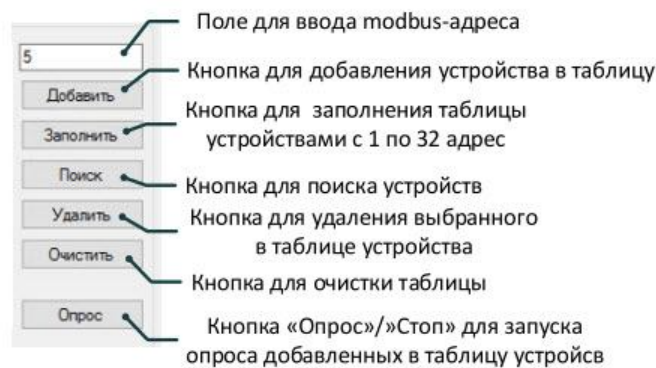 Поле для ввода modbus-адреса
5
Кнопка для добавления устройства в таблицу
Добавить
Кнопка для заполнения таблицы
устройствами с 1 по 32 адрес
Заполнить
Поиск
Кнопка для поиска устройств
Удалить
Кнопка для удаления выбранного
в таблице устройства
Очистить
Кнопка для очистки таблицы
Опрос
Кнопка «Опрос»/»Стоп» для запуска
опроса добавленных в таблицу устройсв